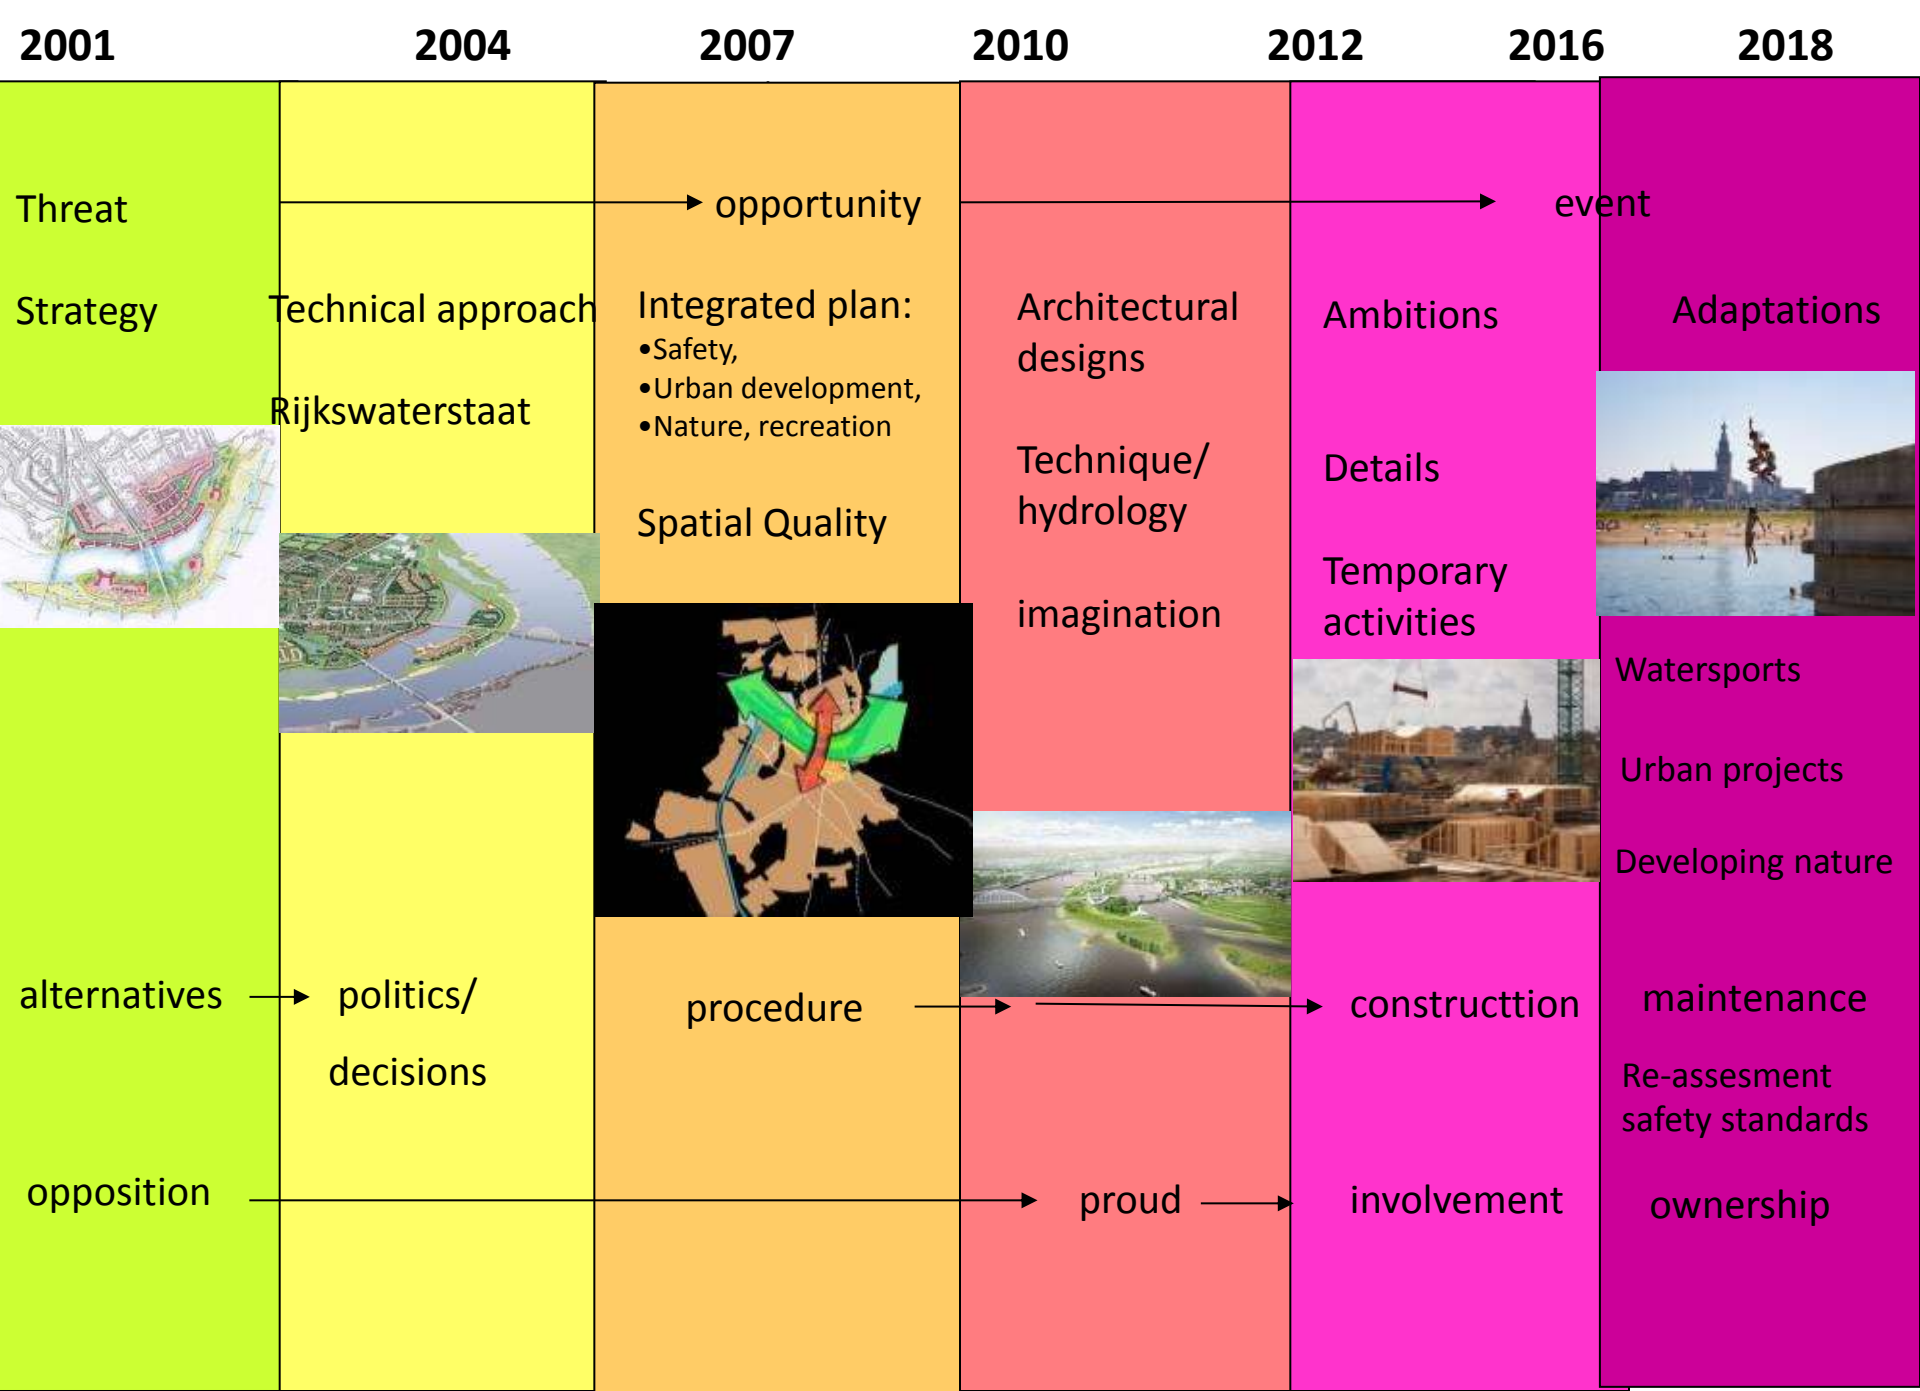 2001
2004
2007
2010
2012
2016
2018
Threat
opportunity
event
Strategy
Technical approach
Rijkswaterstaat
Integrated plan:
•Safety,
•Urban development,
•Nature, recreation
Spatial Quality
Architectural
designs
Technique/
hydrology
imagination
Ambitions
Details
Temporary
activities
Adaptations
Watersports
Urban projects
Developing nature
alternatives
politics/
decisions
procedure
constructtion
maintenance
Re-assesment
safety standards
opposition
proud
involvement
ownership